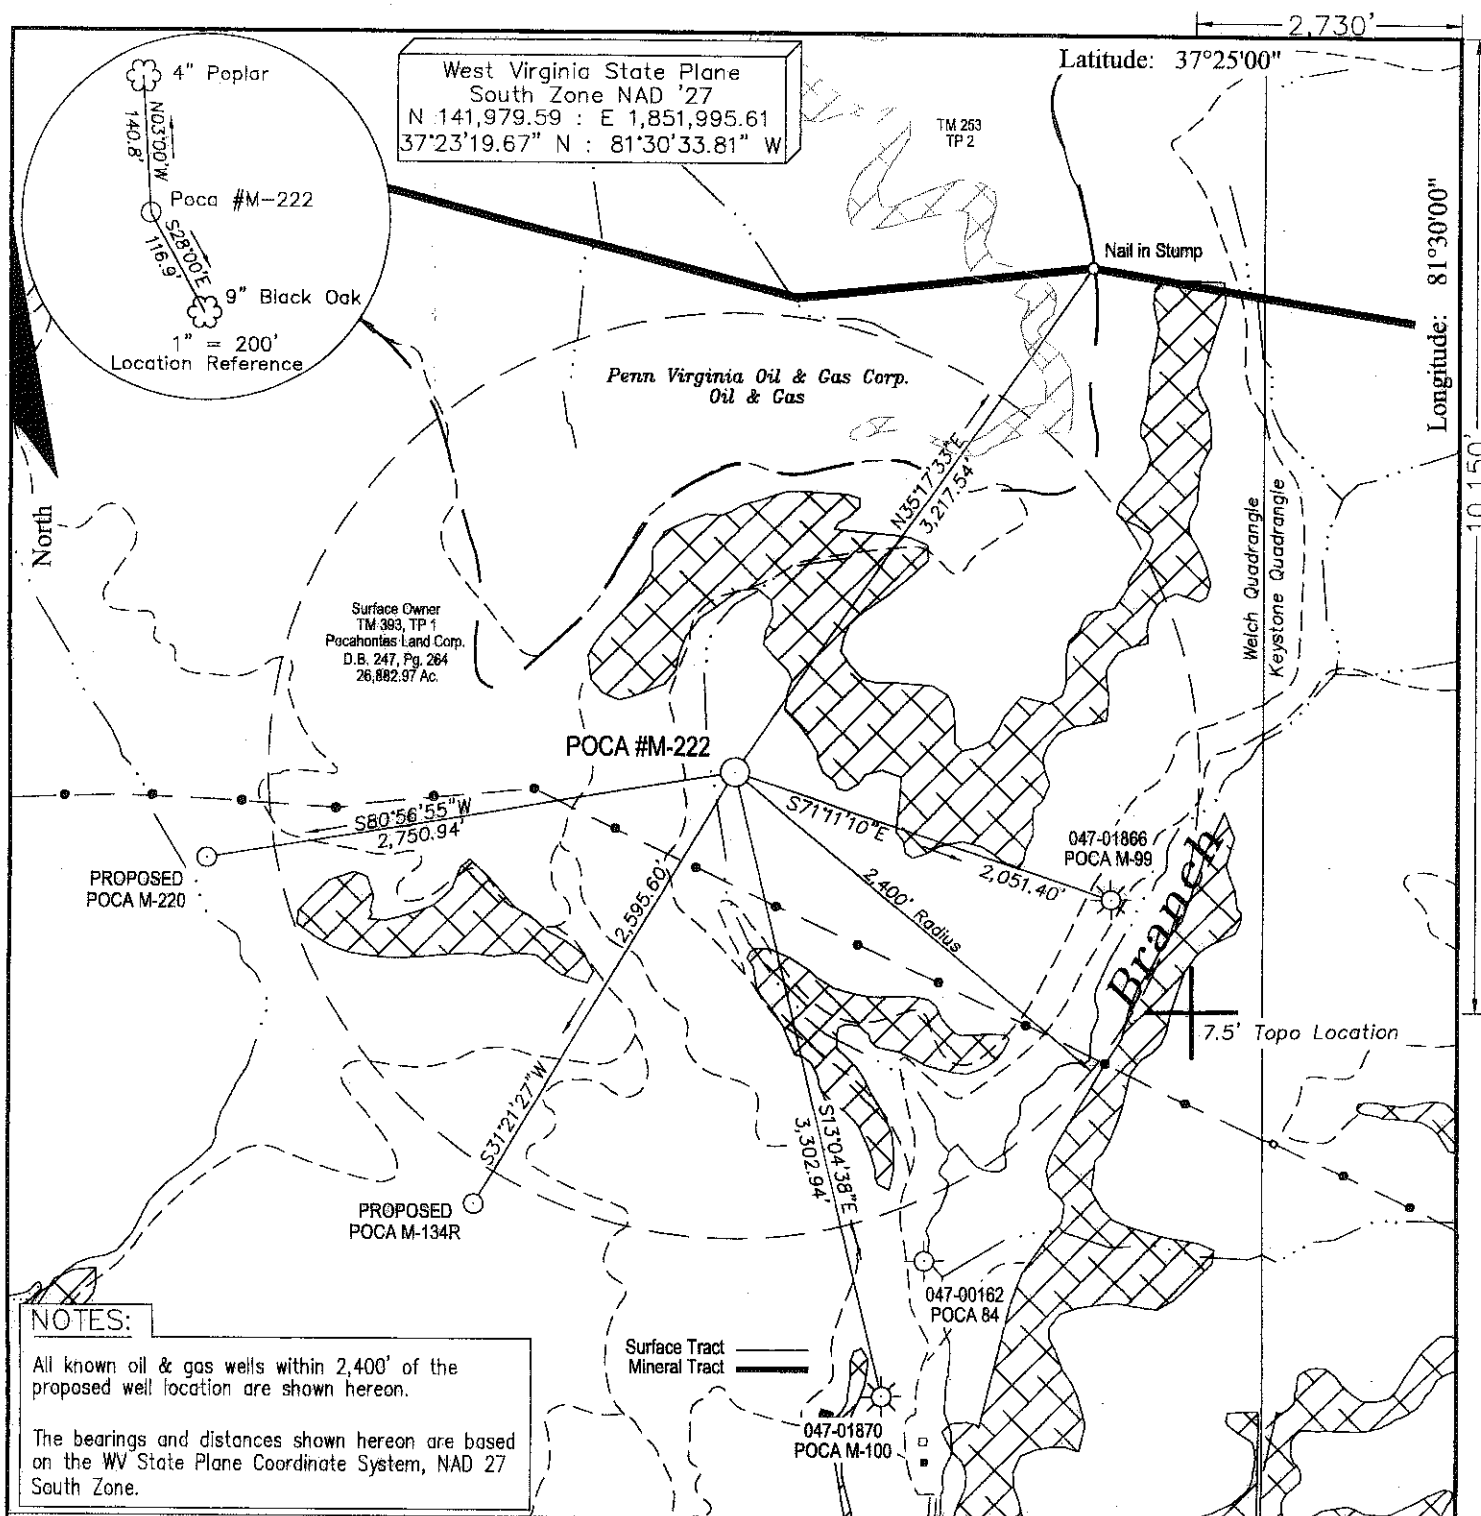 2,730'
Latitude: 37°25'00"
4" Poplar
N03°00'W
140.8'
Poca #M-222
S28°00'E
116.9'
9" Black Oak
1" = 200'
Location Reference
West Virginia State Plane
South Zone NAD '27
N 141,979.59 : E 1,851,995.61
37°23'19.67" N : 81°30'33.81" W
TM 253
TP 2
Nail in Stump
Longitude: 81°30'00"
10,150'
Penn Virginia Oil & Gas Corp.
Oil & Gas
N35°17'33"E
3,217.54'
North
Welch Quadrangle
Keystone Quadrangle
Surface Owner
TM 393, TP 1
Pocahontas Land Corp.
D.B. 247, Pg. 264
26,882.97 Ac.
POCA #M-222
S80°56'55"W
2,750.94'
PROPOSED
POCA M-220
S71°11'10"E
2,051.40'
047-01866
POCA M-99
2,400' Radius
2,595.60'
S31°21'27"W
Branch
7.5' Topo Location
S13°04'38"E
3,302.94'
PROPOSED
POCA M-134R
047-00162
POCA 84
Surface Tract
Mineral Tract
047-01870
POCA M-100
NOTES:
All known oil & gas wells within 2,400' of the
proposed well location are shown hereon.
The bearings and distances shown hereon are based
on the WV State Plane Coordinate System, NAD 27
South Zone.